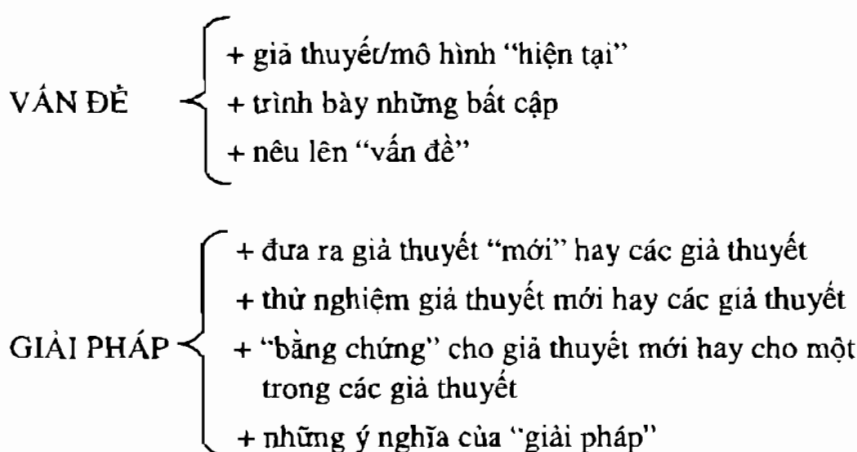 + giả thuyết/mô hình “hiện tại”
VẤN ĐỀ + trình bày những bất cập
+ nêu lên “vấn đề”
+ đưa ra giả thuyết “mới” hay các giả thuyết
+ thử nghiệm giả thuyết mới hay các giả thuyết
GIẢI PHÁP + “bằng chứng” cho giả thuyết mới hay cho một
trong các giả thuyết
+ những ý nghĩa của “giải pháp”